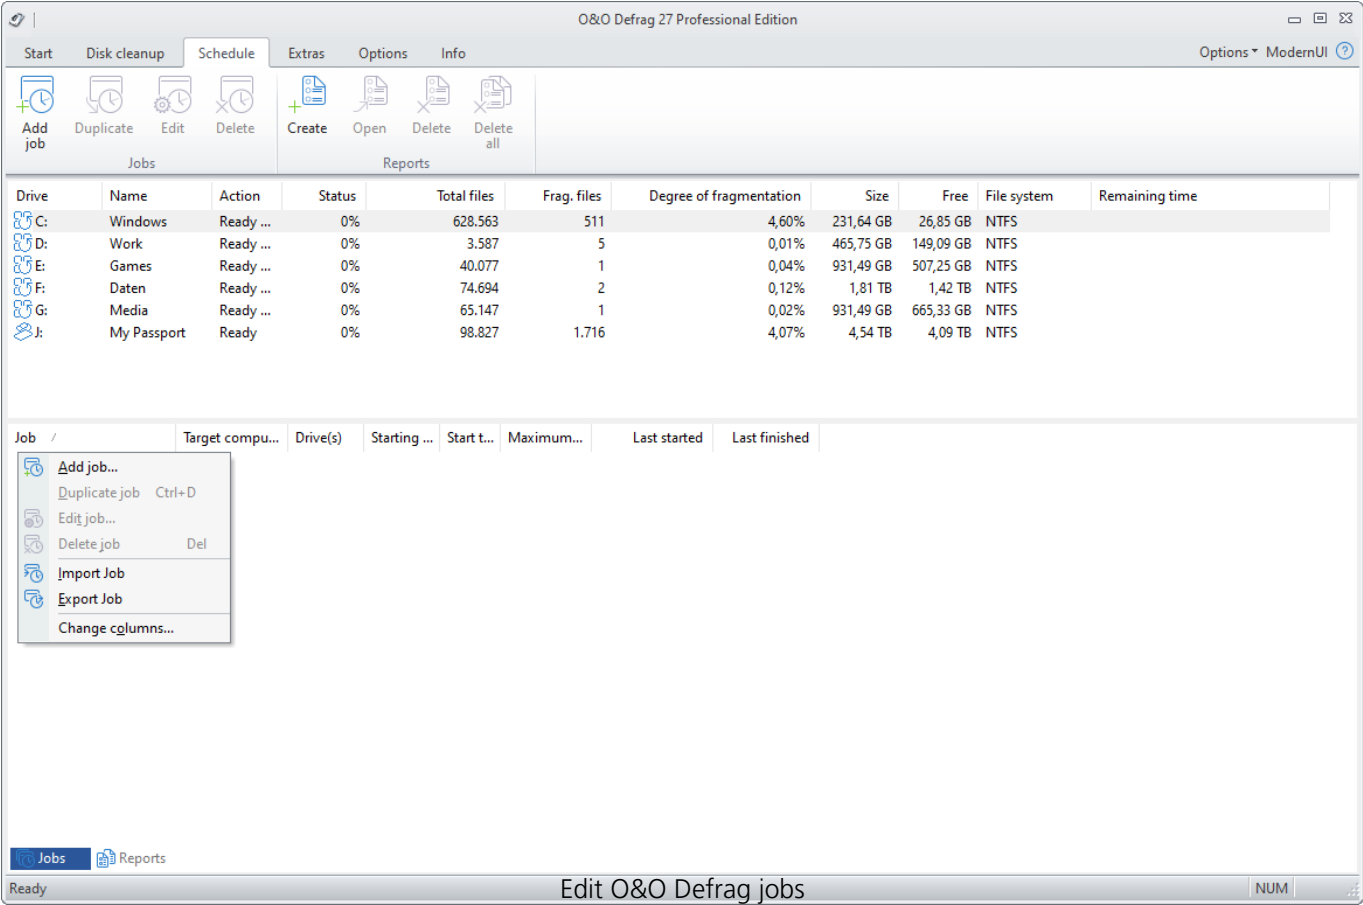 O&O Defrag 27 Professional Edition
Start Disk cleanup Schedule Extras Options Info Options ModernUI ?
Add job Duplicate Edit Delete Create Open Delete Delete all
Jobs Reports
Drive Name Action Status Total files Frag. files Degree of fragmentation Size Free File system Remaining time
C: Windows Ready ... 0% 628.563 511 4,60% 231,64 GB 26,85 GB NTFS
D: Work Ready ... 0% 3.587 5 0,01% 465,75 GB 149,09 GB NTFS
E: Games Ready ... 0% 40.077 1 0,04% 931,49 GB 507,25 GB NTFS
F: Daten Ready ... 0% 74.694 2 0,12% 1,81 TB 1,42 TB NTFS
G: Media Ready ... 0% 65.147 1 0,02% 931,49 GB 665,33 GB NTFS
J: My Passport Ready 0% 98.827 1.716 4,07% 4,54 TB 4,09 TB NTFS
Job Target compu... Drive(s) Starting ... Start t... Maximum... Last started Last finished
Add job...
Duplicate job Ctrl+D
Edit job...
Delete job Del
Import Job
Export Job
Change columns...
Jobs Reports
Ready Edit O&O Defrag jobs NUM